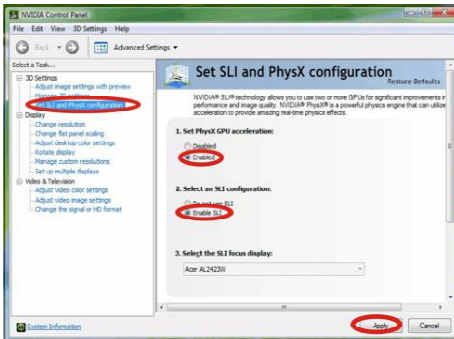 NVIDIA Control Panel
File Edit View 3D Settings Help
Back Advanced Settings
Select a Task...
3D Settings
Adjust image settings with preview
Manage 3D settings
Set SLI and PhysX configuration
Display
Change resolution
Change flat panel scaling
Adjust desktop color settings
Rotate display
Manage custom resolutions
Set up multiple displays
Video & Television
Adjust video color settings
Adjust video image settings
Change the signal or HD format
System Information
Set SLI and PhysX configuration
Restore Defaults
NVIDIA® SLI® technology allows you to use two or more GPUs for significant improvements in
performance and image quality. NVIDIA® PhysX® is a powerful physics engine that can utilize
acceleration to provide amazing real-time physics effects.
1. Set PhysX GPU acceleration:
Disabled
Enabled
2. Select an SLI configuration:
Do not use SLI
Enable SLI
3. Select the SLI focus display:
Acer AL2423W
Apply Cancel